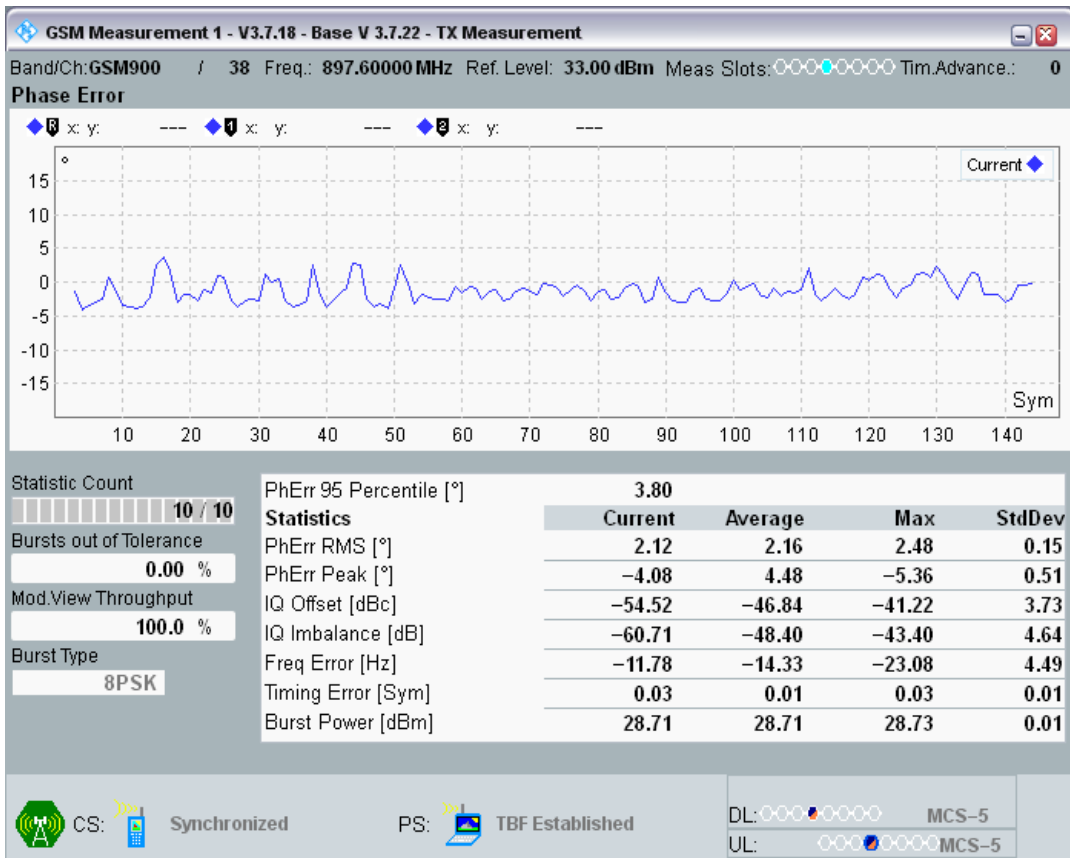 GSM Measurement 1 - V3.7.18 - Base V 3.7.22 - TX Measurement
Band/Ch:GSM900 / 38 Freq.: 897.60000 MHz Ref. Level: 33.00 dBm Meas Slots: Tim.Advance.: 0
Phase Error
R x: y: --- 1 x: y: --- 2 x: y: ---
°
Current
15
10
5
0
-5
-10
-15
Sym
10 20 30 40 50 60 70 80 90 100 110 120 130 140
Statistic Count
10 / 10
Bursts out of Tolerance
0.00 %
Mod.View Throughput
100.0 %
Burst Type
8PSK
PhErr 95 Percentile [°] 3.80
Statistics Current Average Max StdDev
PhErr RMS [°] 2.12 2.16 2.48 0.15
PhErr Peak [°] −4.08 4.48 −5.36 0.51
IQ Offset [dBc] −54.52 −46.84 −41.22 3.73
IQ Imbalance [dB] −60.71 −48.40 −43.40 4.64
Freq Error [Hz] −11.78 −14.33 −23.08 4.49
Timing Error [Sym] 0.03 0.01 0.03 0.01
Burst Power [dBm] 28.71 28.71 28.73 0.01
CS: Synchronized PS: TBF Established
DL: MCS−5
UL: MCS−5